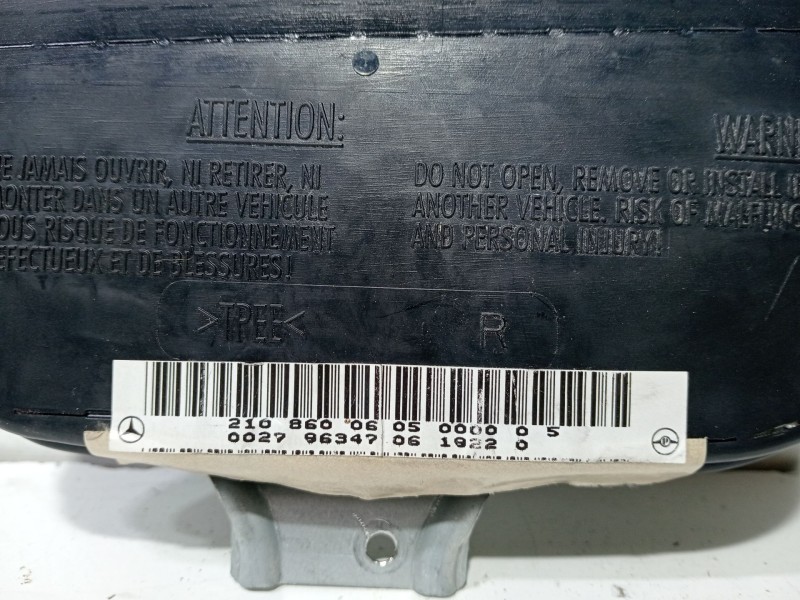 ATTENTION:
JAMAIS OUVRIR, NI RETIRER, NI
MONTER DANS UN AUTRE VEHICULE
RISQUE DE FONCTIONNEMENT
EFECTUEUX ET DE BLESSURES!
WARN
DO NOT OPEN, REMOVE OR INSTALL
ANOTHER VEHICLE. RISK OF MALFUNC
AND PERSONAL INJURY!
>TPEE<
R
210 860 06 05 0000 0 5
0027 96347 06 1922 0